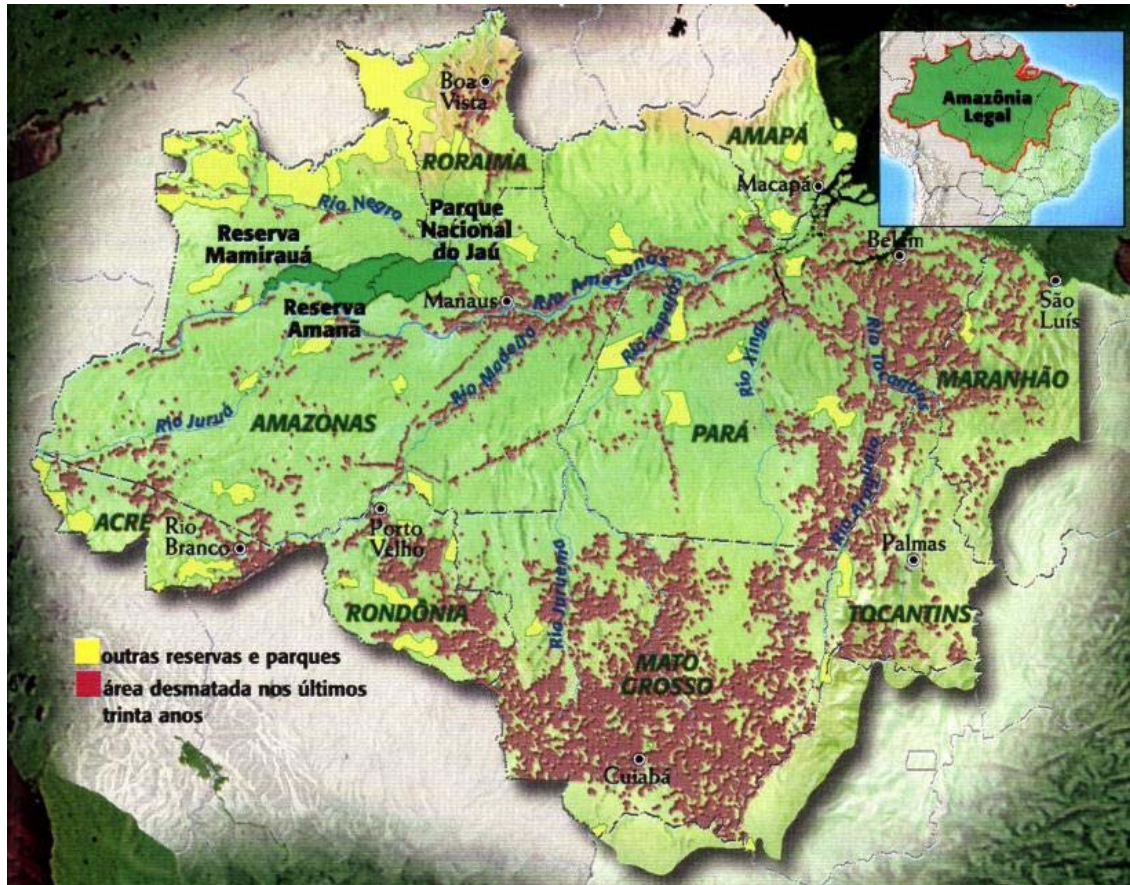 Boa
Vista
RORAIMA
AMAPÁ
Macapá
Amazônia
Legal
Rio Negro
Parque
Nacional
do Jaú
Reserva
Mamirauá
Reserva
Amanã
Manaus
Rio Amazonas
Belém
São
Luís
Rio Tapajós
Rio Madeira
Rio Xingu
Rio Tocantins
MARANHÃO
Rio Juruá
AMAZONAS
PARÁ
Rio Araguaia
ACRE
Rio
Branco
Porto
Velho
Palmas
RONDÔNIA
Rio Juruema
TOCANTINS
MATO
GROSSO
Cuiabá
outras reservas e parques
área desmatada nos últimos
trinta anos